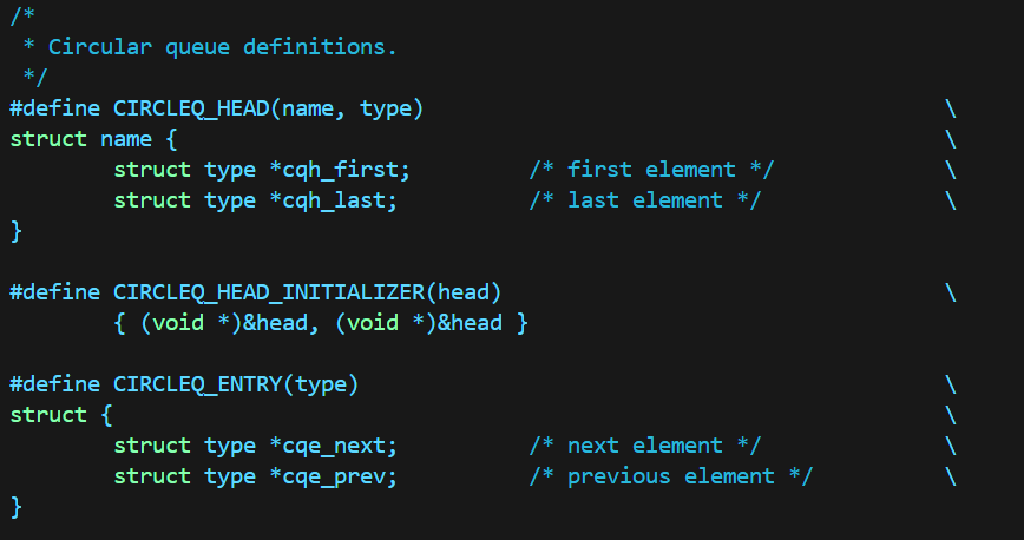 /*
 * Circular queue definitions.
 */
#define CIRCLEQ_HEAD(name, type)                                        \
struct name {                                                           \
        struct type *cqh_first;         /* first element */             \
        struct type *cqh_last;          /* last element */              \
}

#define CIRCLEQ_HEAD_INITIALIZER(head)                                  \
        { (void *)&head, (void *)&head }

#define CIRCLEQ_ENTRY(type)                                             \
struct {                                                                \
        struct type *cqe_next;          /* next element */              \
        struct type *cqe_prev;          /* previous element */          \
}